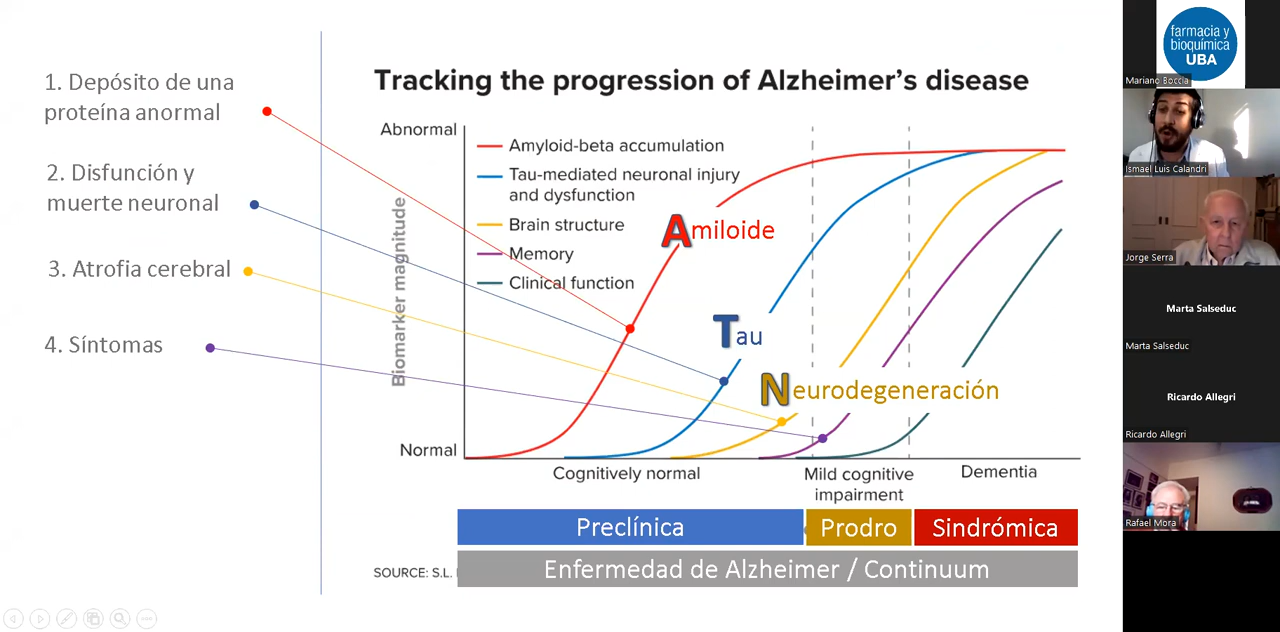 1. Depósito de una
proteína anormal
2. Disfunción y
muerte neuronal
3. Atrofia cerebral
4. Síntomas
Tracking the progression of Alzheimer's disease
Abnormal
Biomarker magnitude
Normal
Amyloid-beta accumulation
Tau-mediated neuronal injury
and dysfunction
Brain structure
Memory
Clinical function
Amiloide
Tau
Neurodegeneración
Cognitively normal
Mild cognitive
impairment
Dementia
Preclínica
Prodro
Sindrómica
SOURCE: S.L.
Enfermedad de Alzheimer / Continuum
farmacia y
bioquímica
UBA
Mariano Boccia
Ismael Luis Calandri
Jorge Serra
Marta Salseduc
Marta Salseduc
Ricardo Allegri
Ricardo Allegri
Rafael Mora